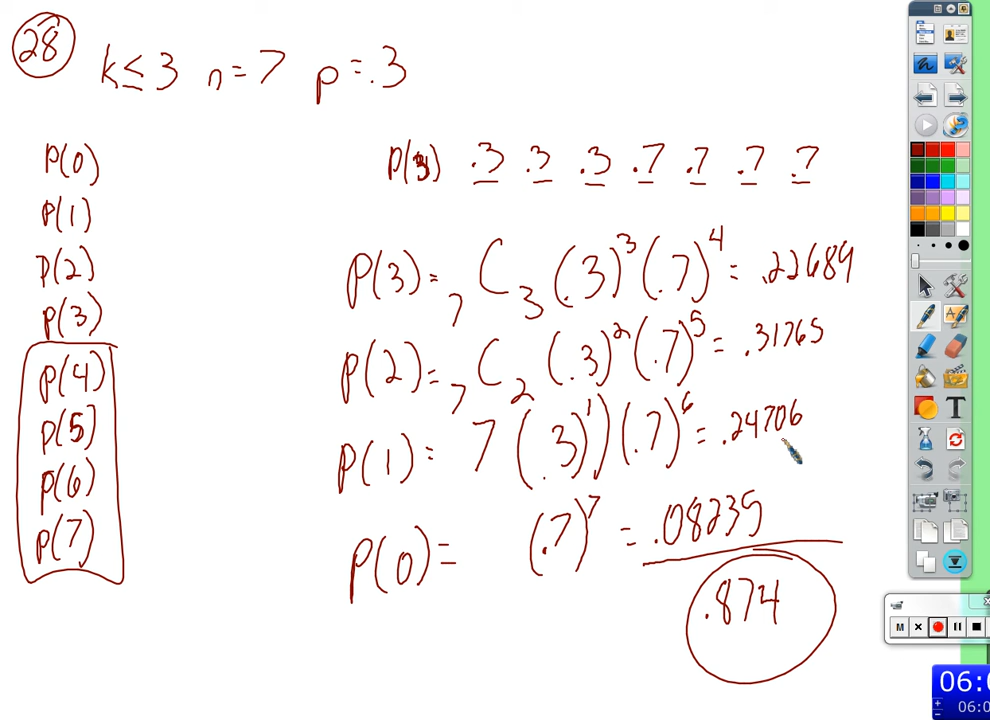 28 k ≤ 3 n = 7 p = .3
P(0)
P(1)
P(2)
P(3)
P(4)
P(5)
P(6)
P(7)
P(3) .3 .3 .3 .7 .7 .7 .7
P(3) = ₇C₃ (.3)³ (.7)⁴ = .22689
P(2) = ₇C₂ (.3)² (.7)⁵ = .31765
P(1) = 7 (.3)¹) (.7)⁶ = .24706
P(0) = (.7)⁷ = .08235
.874
T
M
06:0
06:0